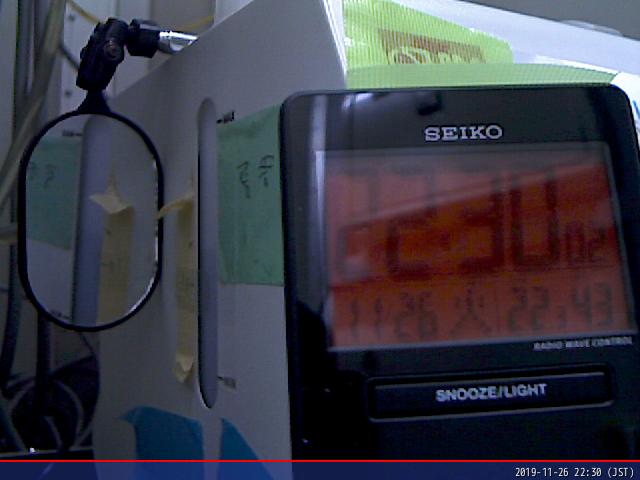 SEIKO
22:30 02
11/26 火 22:43
RADIO WAVE CONTROL
SNOOZE/LIGHT
2019-11-26 22:30 (JST)